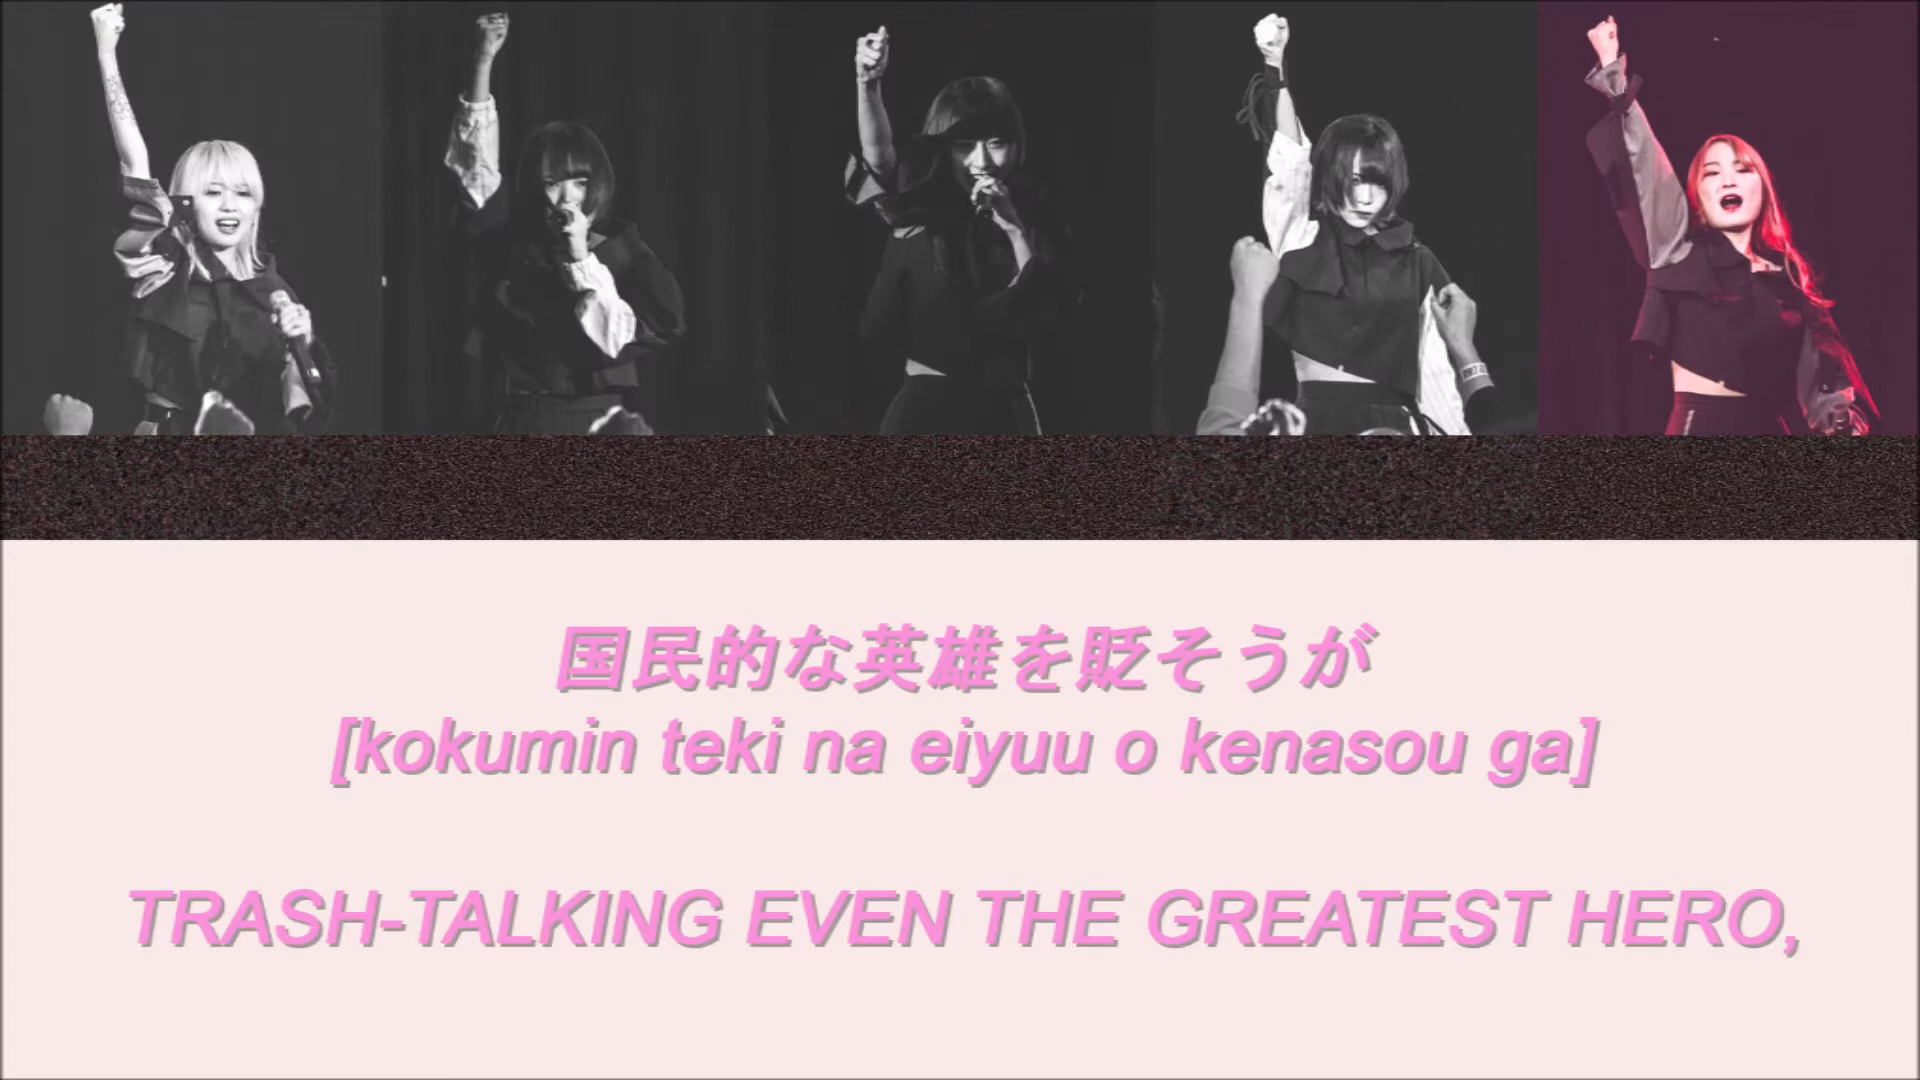 国民的な英雄を貶そうが
[kokumin teki na eiyuu o kenasou ga]
TRASH-TALKING EVEN THE GREATEST HERO,